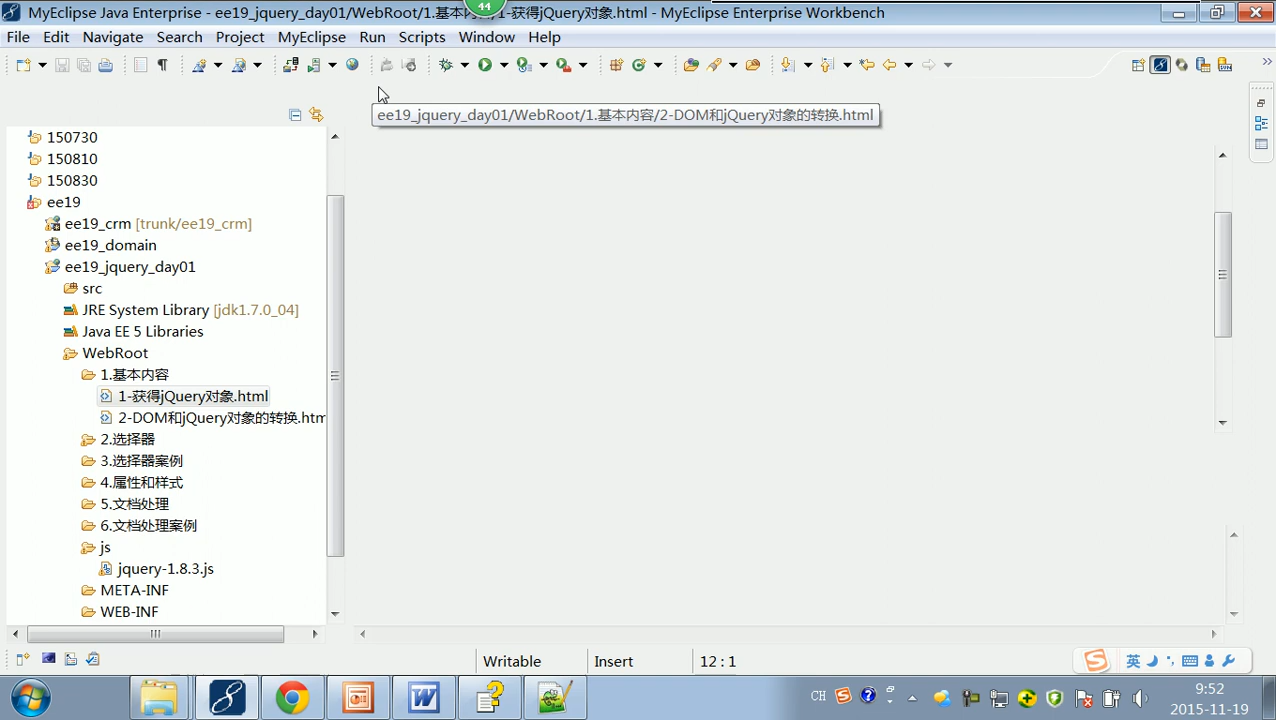 44
MyEclipse Java Enterprise - ee19_jquery_day01/WebRoot/1.基本内容/1-获得jQuery对象.html - MyEclipse Enterprise Workbench
File Edit Navigate Search Project MyEclipse Run Scripts Window Help
ee19_jquery_day01/WebRoot/1.基本内容/2-DOM和jQuery对象的转换.html
150730
150810
150830
ee19
ee19_crm [trunk/ee19_crm]
ee19_domain
ee19_jquery_day01
src
JRE System Library [jdk1.7.0_04]
Java EE 5 Libraries
WebRoot
1.基本内容
1-获得jQuery对象.html
2-DOM和jQuery对象的转换.htm
2.选择器
3.选择器案例
4.属性和样式
5.文档处理
6.文档处理案例
js
jquery-1.8.3.js
META-INF
WEB-INF
Writable Insert 12 : 1
英
CH
9:52
2015-11-19